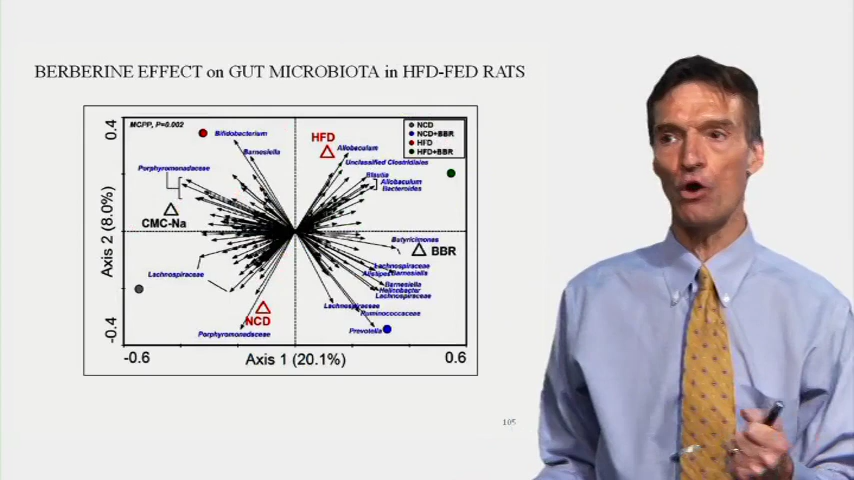 BERBERINE EFFECT on GUT MICROBIOTA in HFD-FED RATS
MCPP, P=0.002
NCD
NCD+BBR
HFD
HFD+BBR
0.4
Bifidobacterium
HFD
Barnesiella
Allobaculum
Unclassified Clostridiales
Porphyromonadaceae
Blautia
Allobaculum
Bacteroides
CMC-Na
Axis 2 (8.0%)
Butyricimonas
BBR
Lachnospiraceae
Lachnospiraceae
Alistipes
Barnesiella
Barnesiella
Helicobacter
Lachnospiraceae
Lachnospiraceae
Ruminococcaceae
NCD
Prevotella
Porphyromonadaceae
-0.4
-0.6
Axis 1 (20.1%)
0.6
105